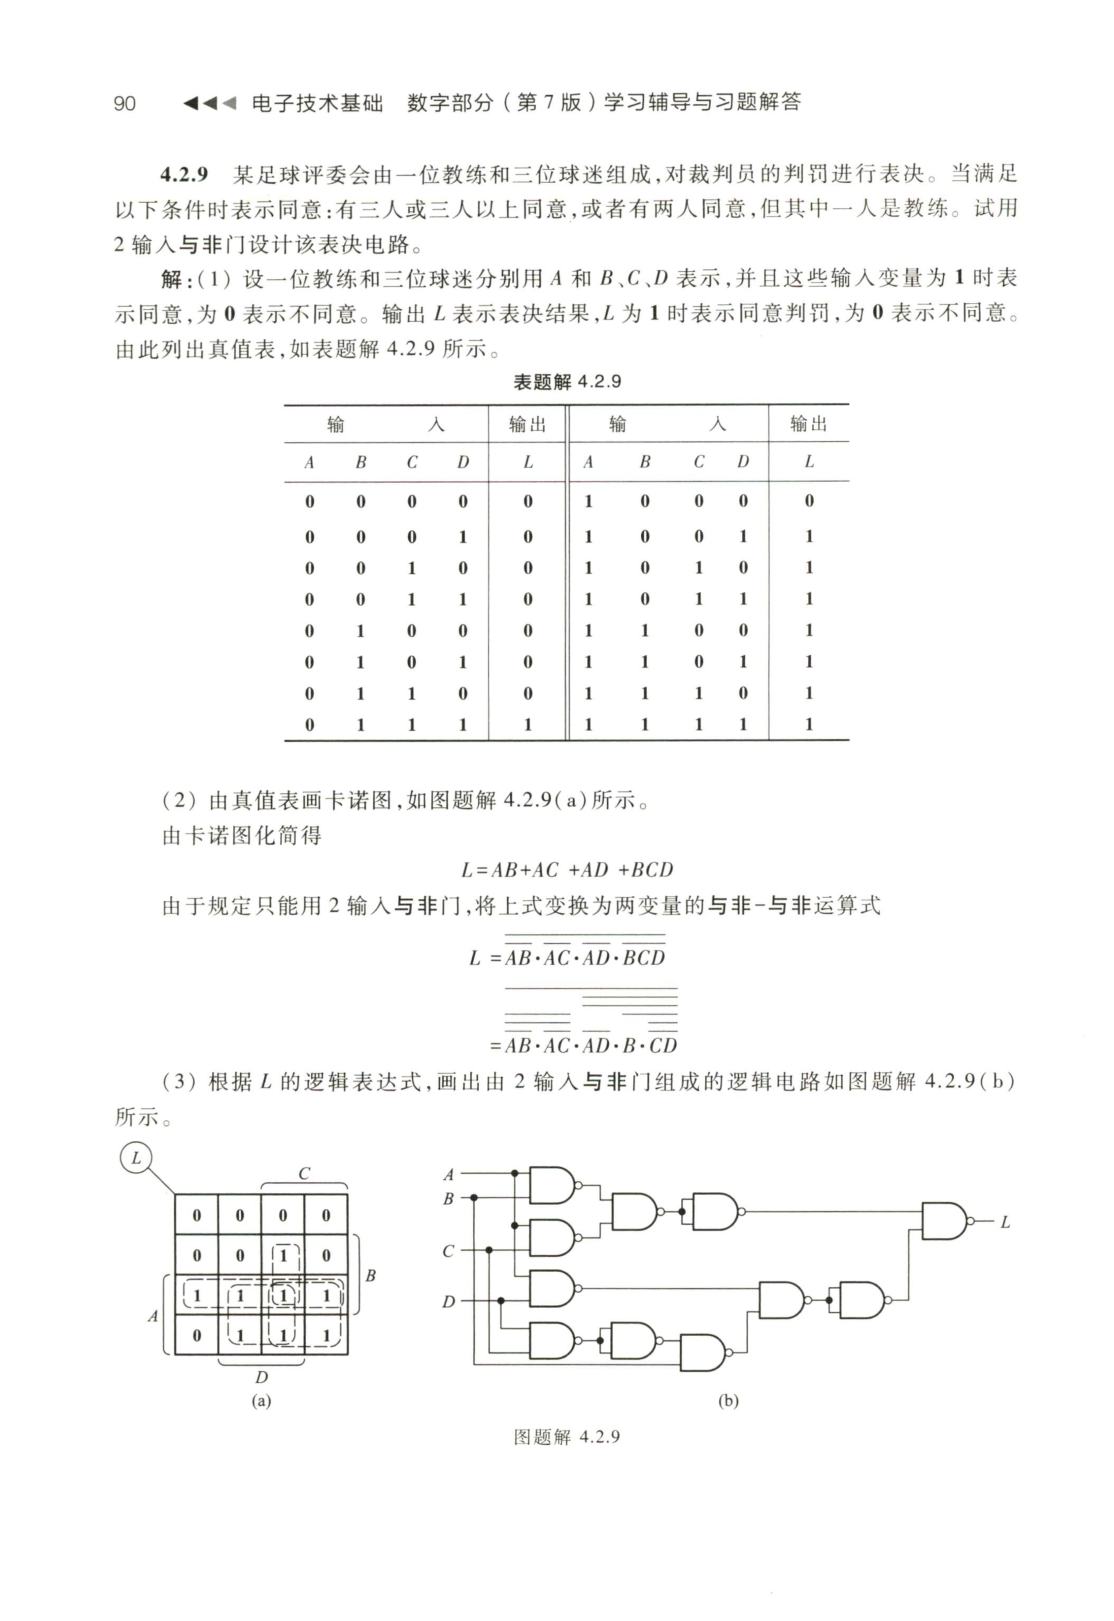 90 ◀◀◀ 电子技术基础 数字部分(第7版)学习辅导与习题解答
4.2.9 某足球评委会由一位教练和三位球迷组成,对裁判员的判罚进行表决。当满足
以下条件时表示同意:有三人或三人以上同意,或者有两人同意,但其中一人是教练。试用
2 输入与非门设计该表决电路。
解:(1) 设一位教练和三位球迷分别用 A 和 B、C、D 表示,并且这些输入变量为 1 时表
示同意,为 0 表示不同意。输出 L 表示表决结果,L 为 1 时表示同意判罚,为 0 表示不同意。
由此列出真值表,如表题解 4.2.9 所示。
表题解 4.2.9
输 入 输出 输 入 输出
A B C D L A B C D L
0 0 0 0 0 1 0 0 0 0
0 0 0 1 0 1 0 0 1 1
0 0 1 0 0 1 0 1 0 1
0 0 1 1 0 1 0 1 1 1
0 1 0 0 0 1 1 0 0 1
0 1 0 1 0 1 1 0 1 1
0 1 1 0 0 1 1 1 0 1
0 1 1 1 1 1 1 1 1 1
(2) 由真值表画卡诺图,如图题解 4.2.9(a)所示。
由卡诺图化简得
L=AB+AC +AD +BCD
由于规定只能用 2 输入与非门,将上式变换为两变量的与非-与非运算式
L =AB·AC·AD·BCD
=AB·AC·AD·B·CD
(3) 根据 L 的逻辑表达式,画出由 2 输入与非门组成的逻辑电路如图题解 4.2.9(b)
所示。
L
C
0 0 0 0
0 0 1 0
B
1 1 1 1
A
0 1 1 1
D
(a)
A
B
C
D
L
(b)
图题解 4.2.9